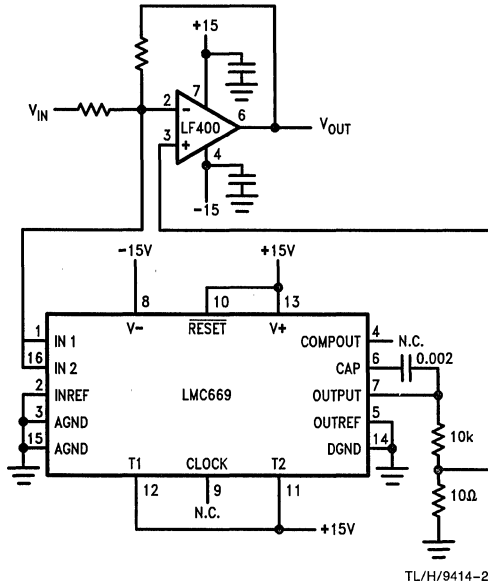 +15
7
V_IN
2
-
LF400
6
V_OUT
3
+
4
-15
-15V
+15V
8
10
13
V-
RESET
V+
1
IN 1
COMPOUT
4
N.C.
16
IN 2
CAP
6
0.002
2
INREF
LMC669
OUTPUT
7
3
AGND
OUTREF
5
10k
15
AGND
DGND
14
T1
CLOCK
T2
12
9
11
10Ω
N.C.
+15V
TL/H/9414-2